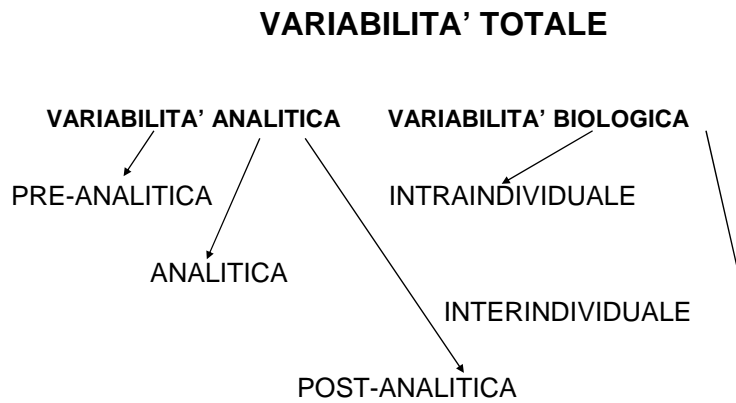 VARIABILITA' TOTALE
VARIABILITA' ANALITICA VARIABILITA' BIOLOGICA
PRE-ANALITICA INTRAINDIVIDUALE
ANALITICA
INTERINDIVIDUALE
POST-ANALITICA